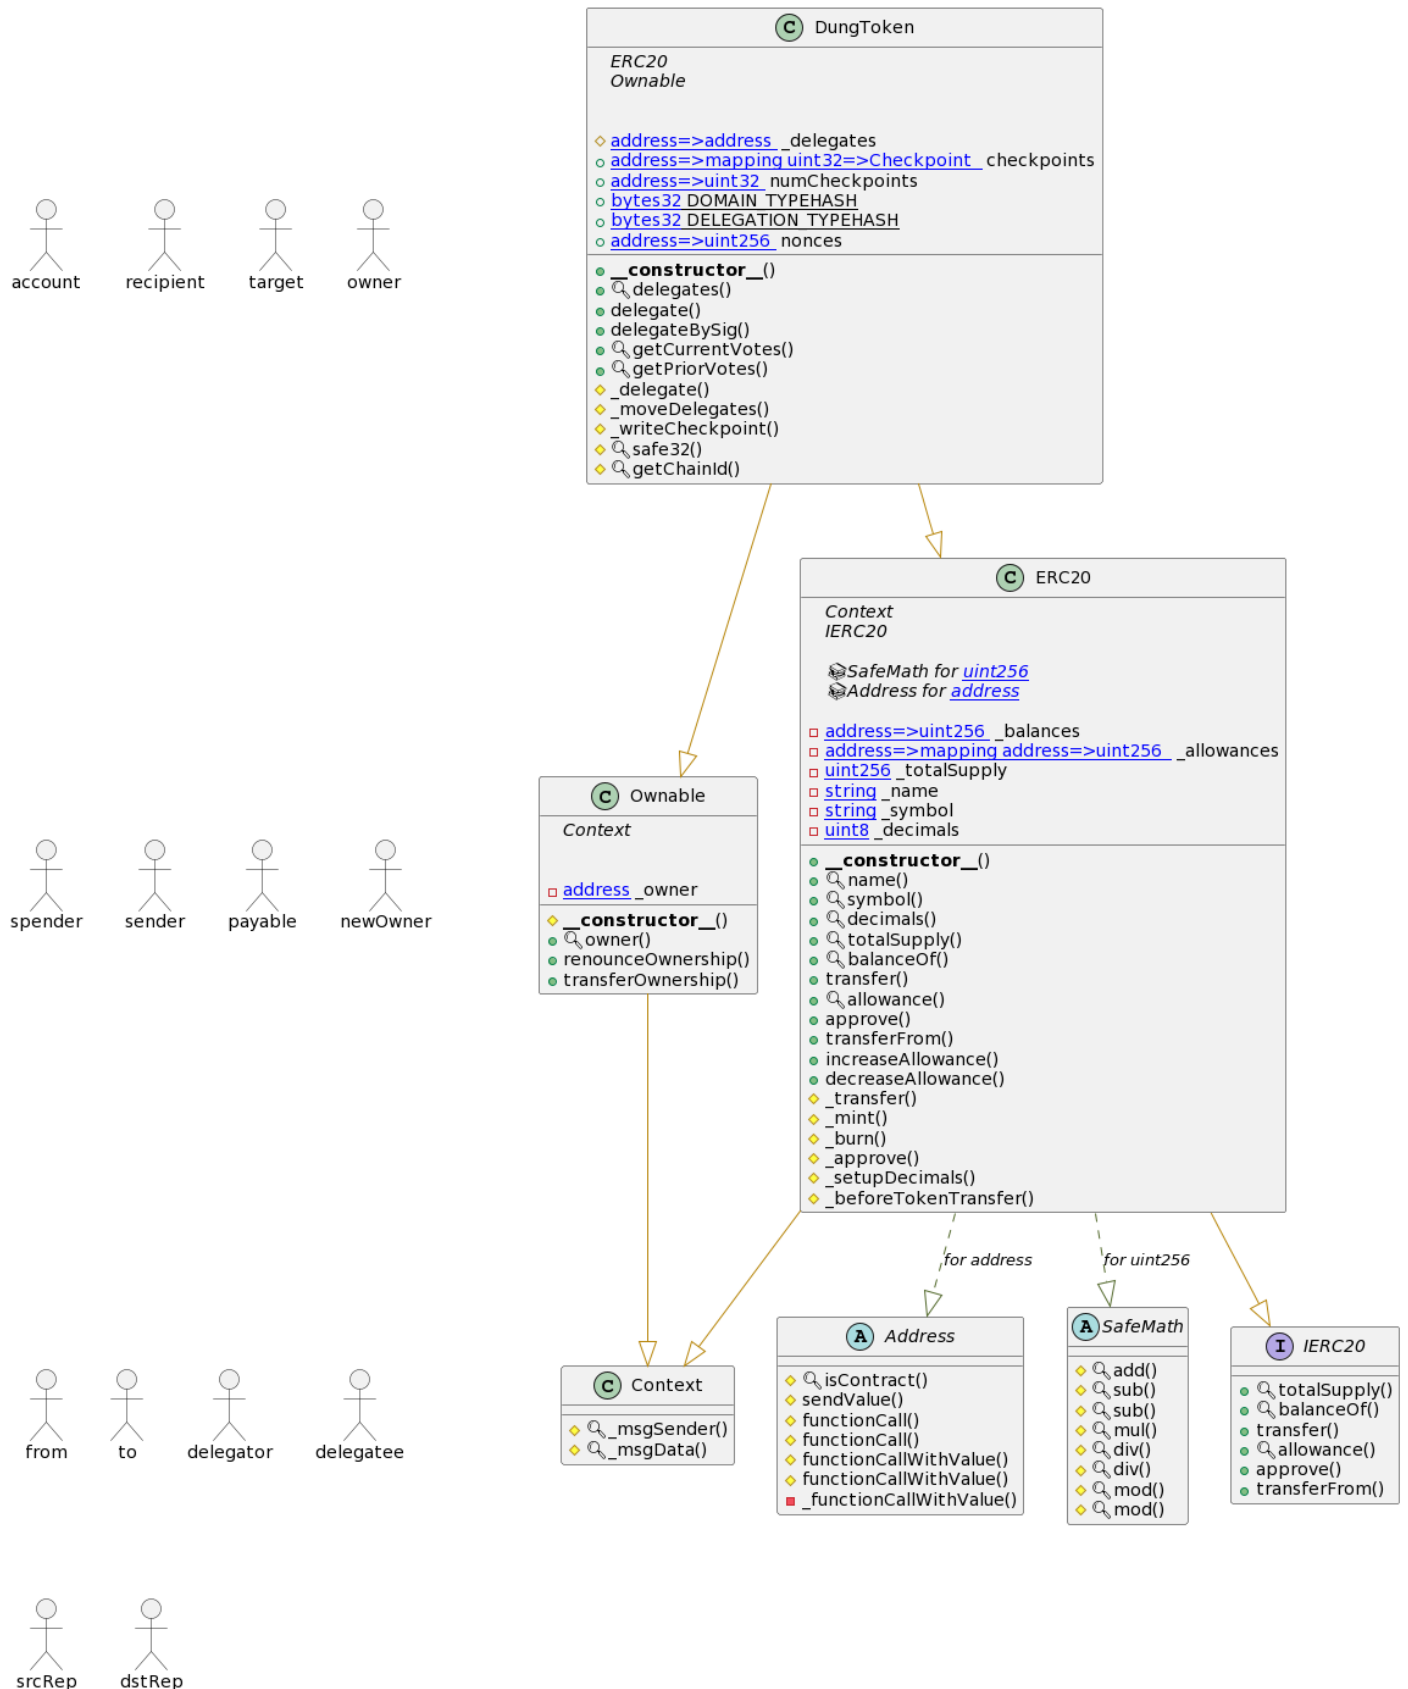 C DungToken
ERC20
Ownable
address=>address _delegates
address=>mapping uint32=>Checkpoint checkpoints
address=>uint32 numCheckpoints
bytes32 DOMAIN_TYPEHASH
bytes32 DELEGATION_TYPEHASH
address=>uint256 nonces
__constructor__()
delegates()
delegate()
delegateBySig()
getCurrentVotes()
getPriorVotes()
_delegate()
_moveDelegates()
_writeCheckpoint()
safe32()
getChainId()
account
recipient
target
owner
C ERC20
Context
IERC20
SafeMath for uint256
Address for address
address=>uint256 _balances
address=>mapping address=>uint256 _allowances
uint256 _totalSupply
string _name
string _symbol
uint8 _decimals
__constructor__()
name()
symbol()
decimals()
totalSupply()
balanceOf()
transfer()
allowance()
approve()
transferFrom()
increaseAllowance()
decreaseAllowance()
_transfer()
_mint()
_burn()
_approve()
_setupDecimals()
_beforeTokenTransfer()
C Ownable
Context
address _owner
__constructor__()
owner()
renounceOwnership()
transferOwnership()
spender
sender
payable
newOwner
for address
for uint256
C Context
_msgSender()
_msgData()
A Address
isContract()
sendValue()
functionCall()
functionCall()
functionCallWithValue()
functionCallWithValue()
_functionCallWithValue()
A SafeMath
add()
sub()
sub()
mul()
div()
div()
mod()
mod()
I IERC20
totalSupply()
balanceOf()
transfer()
allowance()
approve()
transferFrom()
from
to
delegator
delegatee
srcRep
dstRep